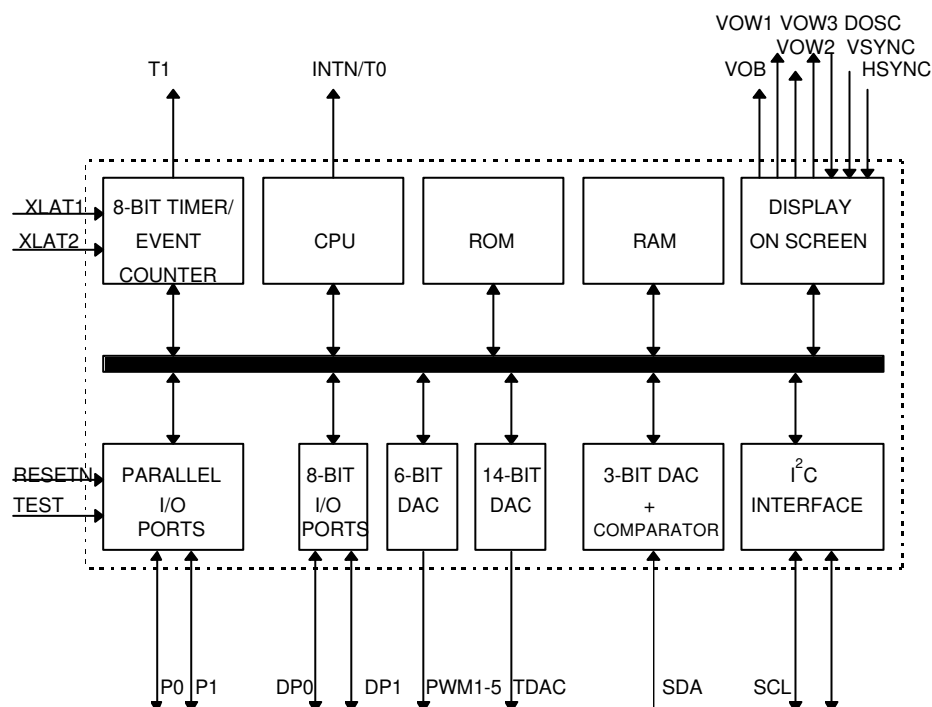 VOW1 VOW3 DOSC
VOW2 VSYNC
T1 INTN/T0 VOB HSYNC
XLAT1
XLAT2
8-BIT TIMER/
EVENT
COUNTER
CPU
ROM
RAM
DISPLAY
ON SCREEN
RESETN
TEST
PARALLEL
I/O
PORTS
8-BIT
I/O
PORTS
6-BIT
DAC
14-BIT
DAC
3-BIT DAC
+
COMPARATOR
I²C
INTERFACE
P0 P1 DP0 DP1 PWM1-5 TDAC SDA SCL